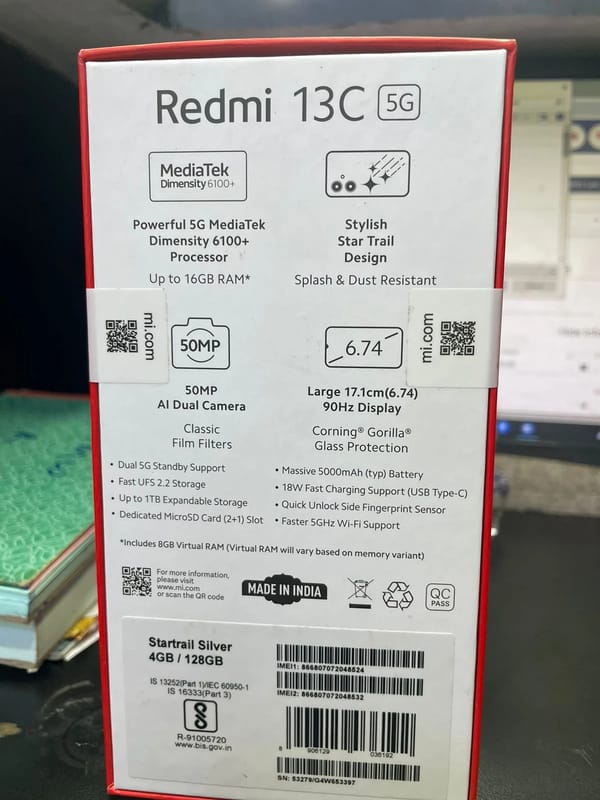 Redmi 13C 5G
MediaTek
Dimensity 6100+
Powerful 5G MediaTek
Dimensity 6100+
Processor
Up to 16GB RAM*
Stylish
Star Trail
Design
Splash & Dust Resistant
mi.com
50MP
50MP
AI Dual Camera
Classic
Film Filters
6.74
mi.com
Large 17.1cm(6.74)
90Hz Display
Corning® Gorilla®
Glass Protection
• Dual 5G Standby Support
• Fast UFS 2.2 Storage
• Up to 1TB Expandable Storage
• Dedicated MicroSD Card (2+1) Slot
• Massive 5000mAh (typ) Battery
• 18W Fast Charging Support (USB Type-C)
• Quick Unlock Side Fingerprint Sensor
• Faster 5GHz Wi-Fi Support
*Includes 8GB Virtual RAM (Virtual RAM will vary based on memory variant)
For more information,
please visit
www.mi.com
or scan the QR code
MADE IN INDIA
QC
PASS
Startrail Silver
4GB / 128GB
IS 13252(Part 1)/IEC 60950-1
IS 16333(Part 3)
R-91005720
www.bis.gov.in
IMEI1: 866807072048524
IMEI2: 866807072048532
8 906129 036192
SN: 53279/G4W653397